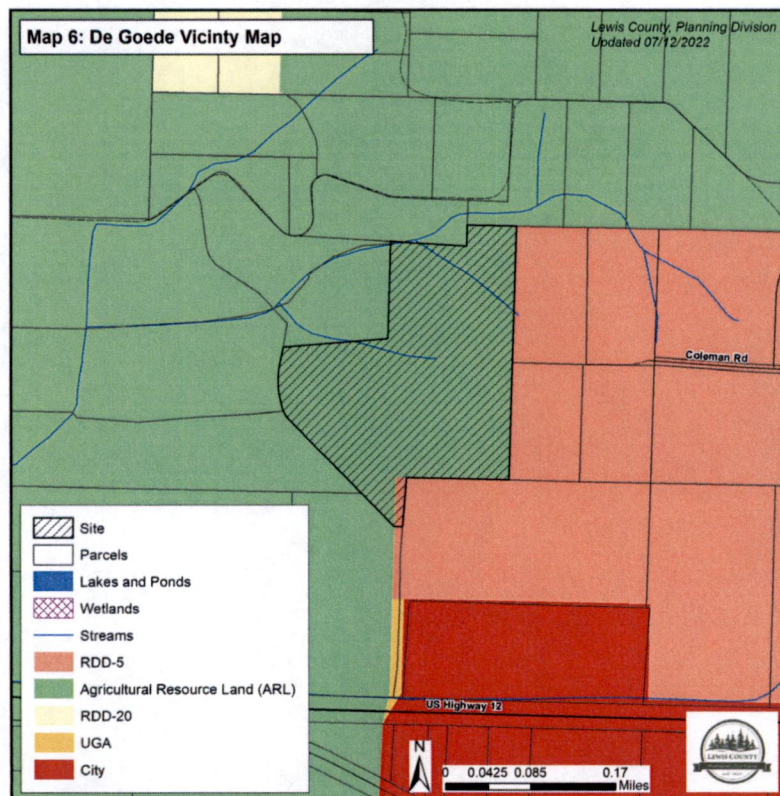 Map 6: De Goede Vicinty Map
Lewis County, Planning Division
Updated 07/12/2022
Coleman Rd
Site
Parcels
Lakes and Ponds
Wetlands
Streams
RDD-5
Agricultural Resource Land (ARL)
RDD-20
UGA
City
US Highway 12
N
0 0.0425 0.085 0.17
Miles
LEWIS COUNTY